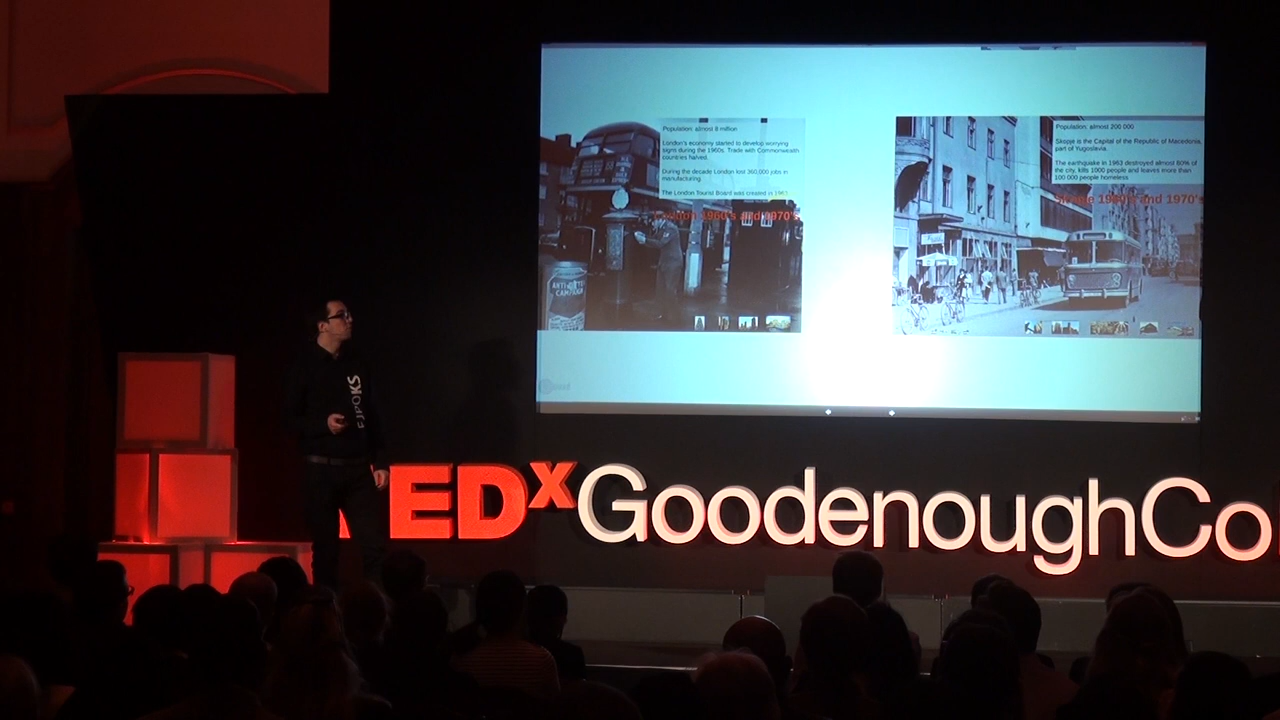 Population: almost 8 million
London's economy started to develop worrying
signs during the 1960s. Trade with Commonwealth
countries halved.
During the decade London lost 360,000 jobs in
manufacturing.
The London Tourist Board was created in 1963
London 1960's and 1970's
ANTI-LITTER
CAMPAIGN
Population: almost 200 000
Skopje is the Capital of the Republic of Macedonia,
part of Yugoslavia.
The earthquake in 1963 destroyed almost 80% of
the city, kills 1000 people and leaves more than
100 000 people homeless
Skopje 1960's and 1970's
TEDxGoodenoughCo